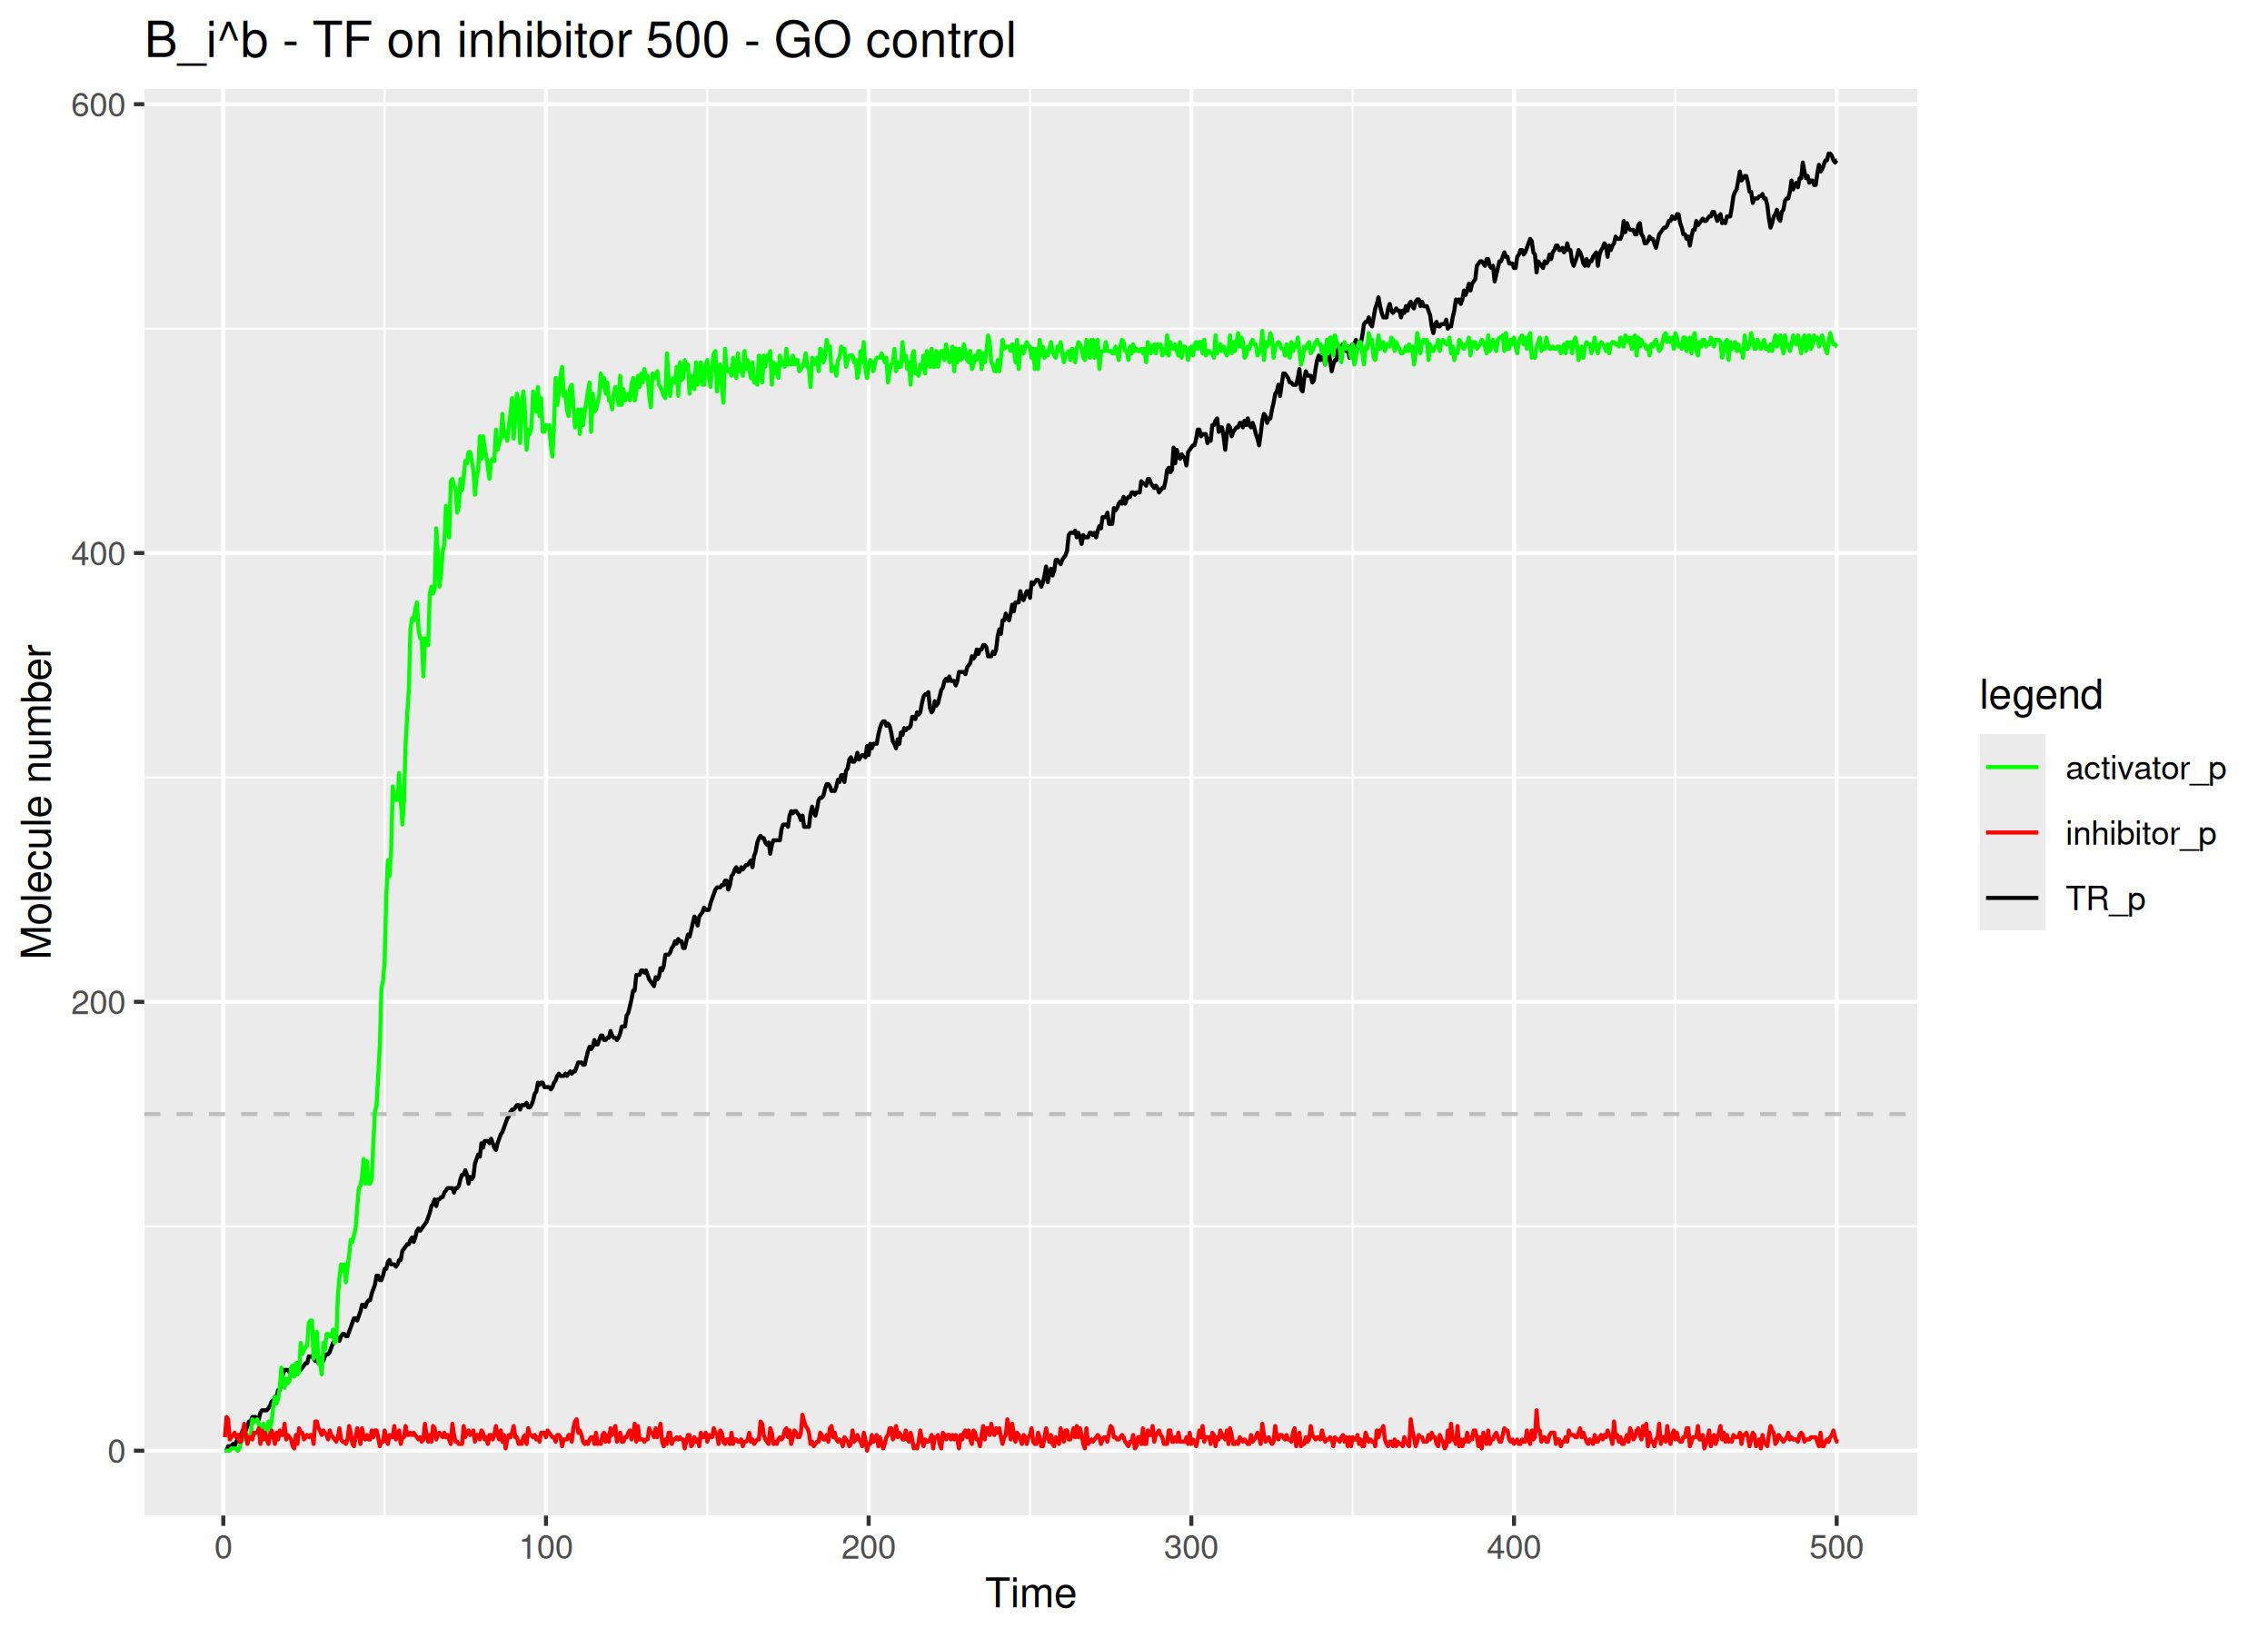 B_i^b - TF on inhibitor 500 - GO control
Molecule number
600
400
200
0
0 100 200 300 400 500
Time
legend
activator_p
inhibitor_p
TR_p